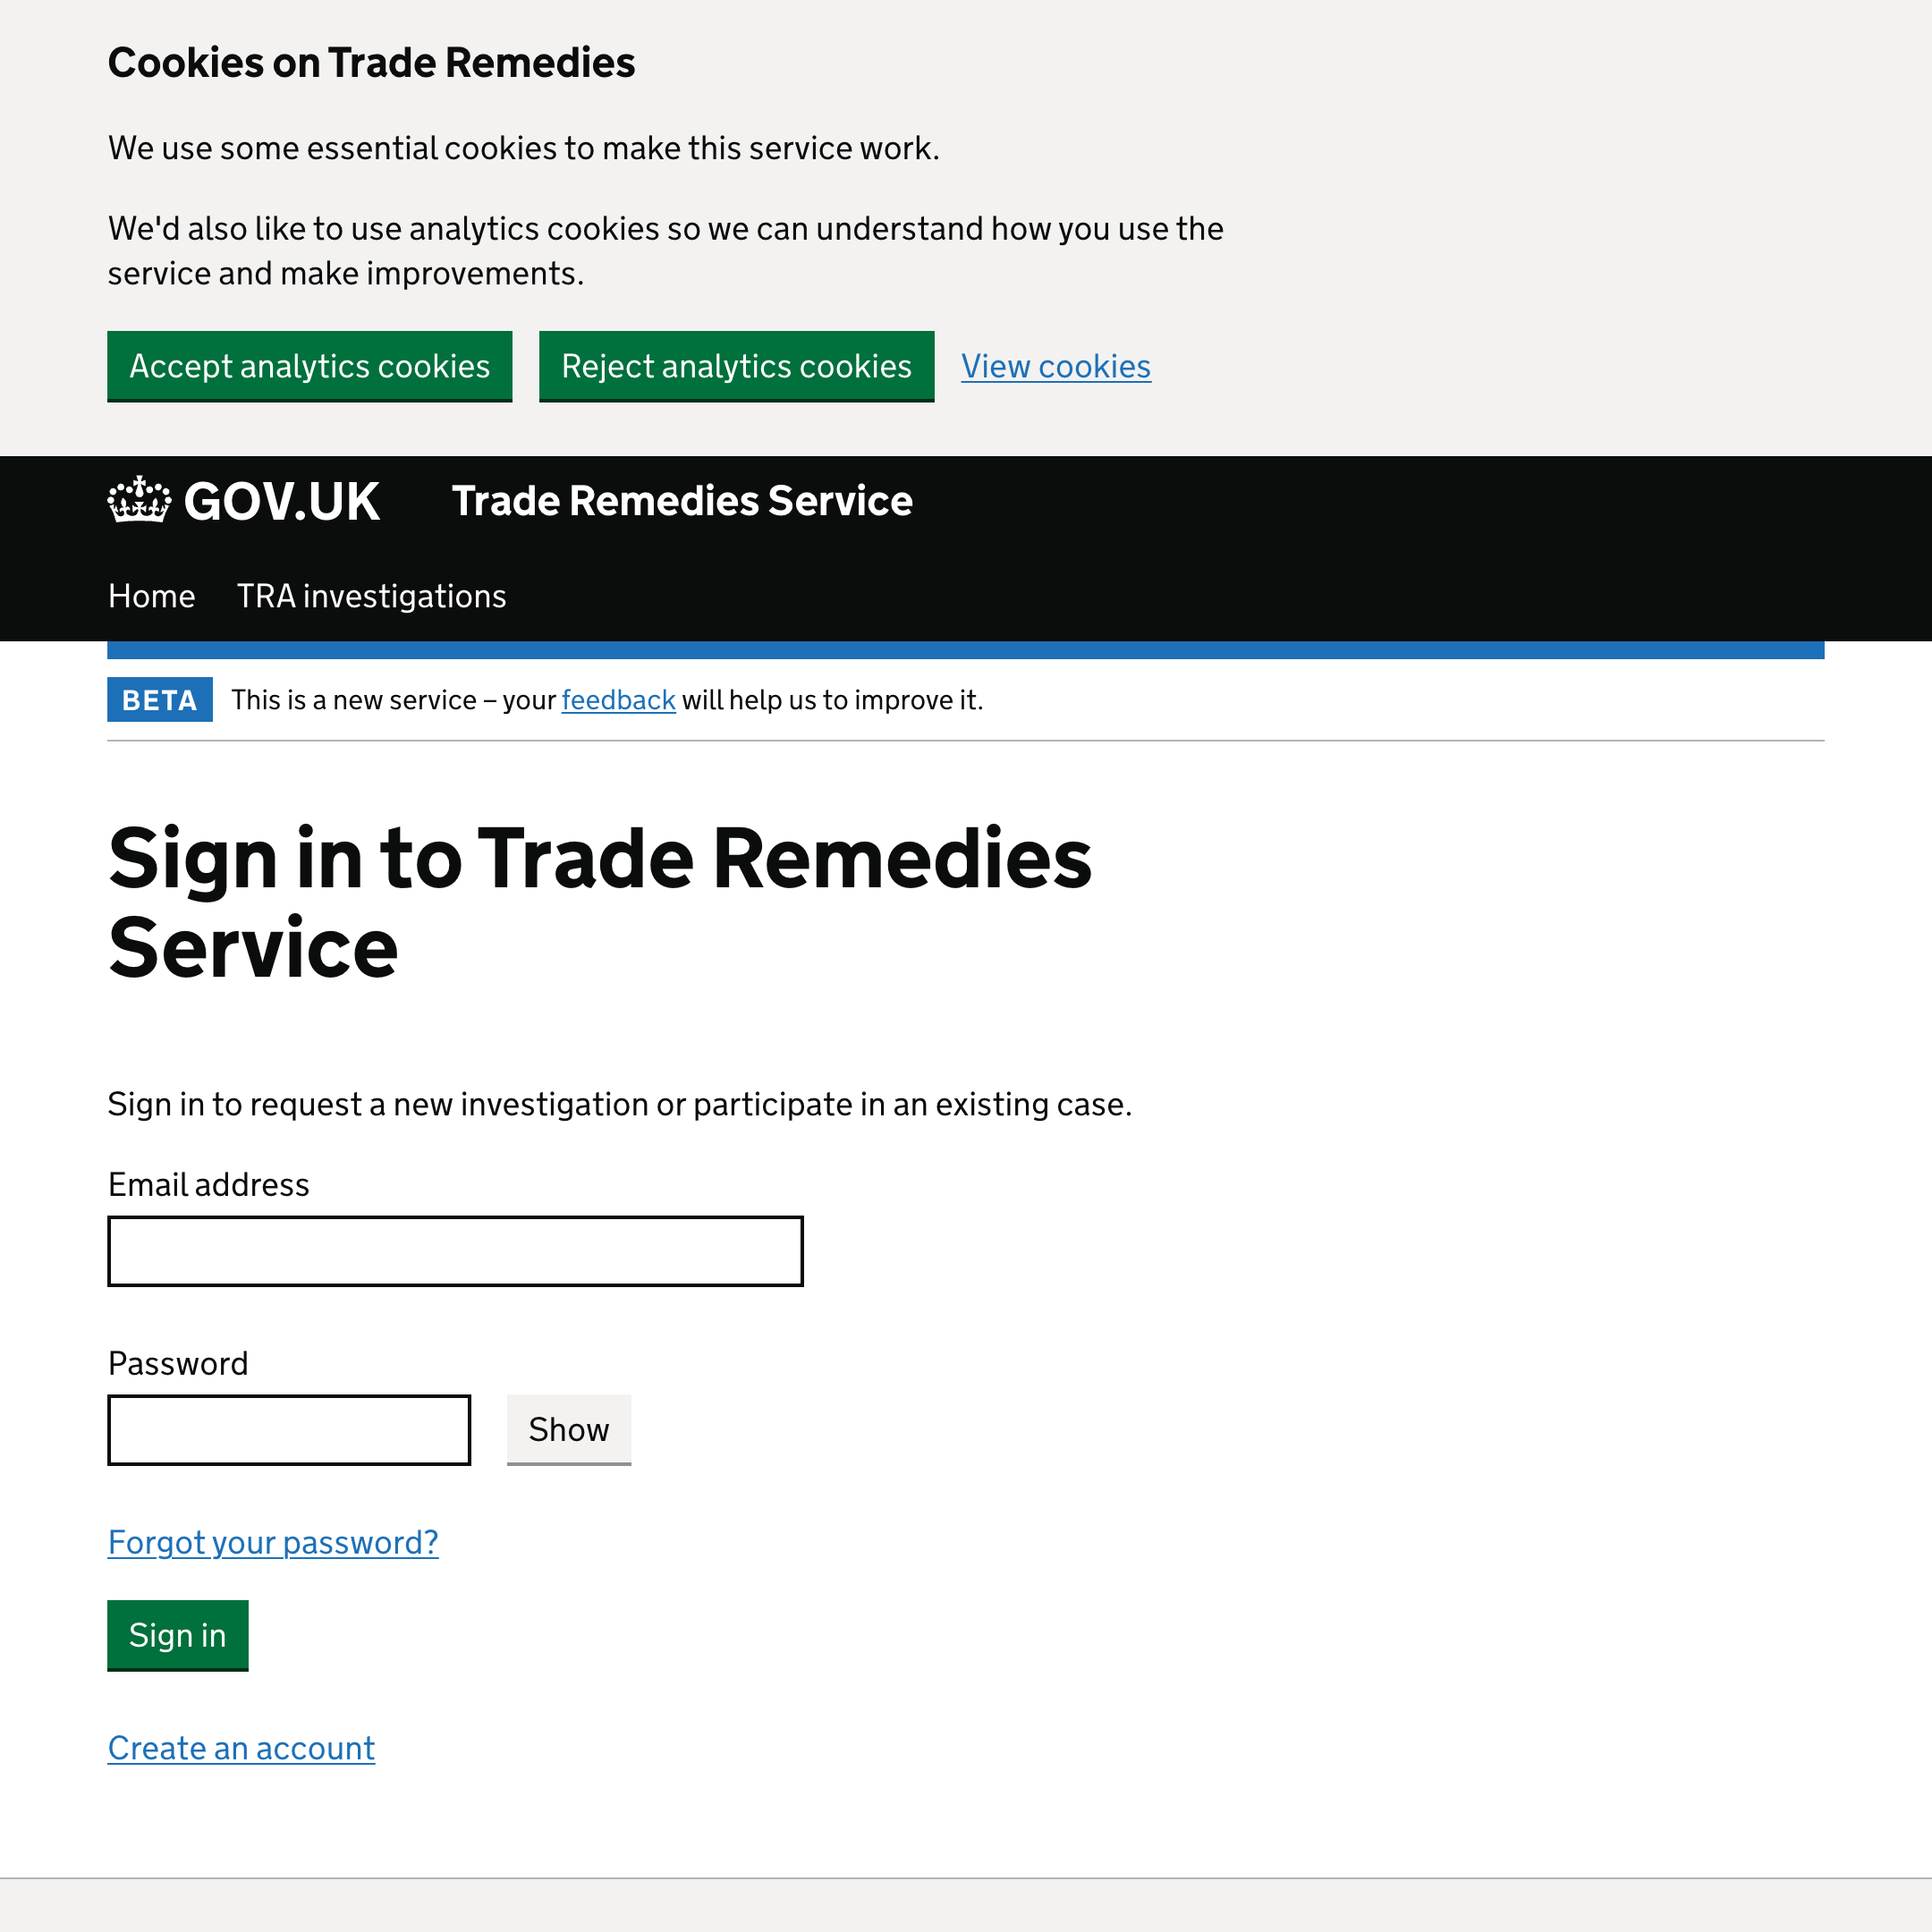 Cookies on Trade Remedies
We use some essential cookies to make this service work.
We'd also like to use analytics cookies so we can understand how you use the
service and make improvements.
Accept analytics cookies Reject analytics cookies View cookies
GOV.UK Trade Remedies Service
Home TRA investigations
BETA This is a new service – your feedback will help us to improve it.
Sign in to Trade Remedies
Service
Sign in to request a new investigation or participate in an existing case.
Email address
Password
Show
Forgot your password?
Sign in
Create an account